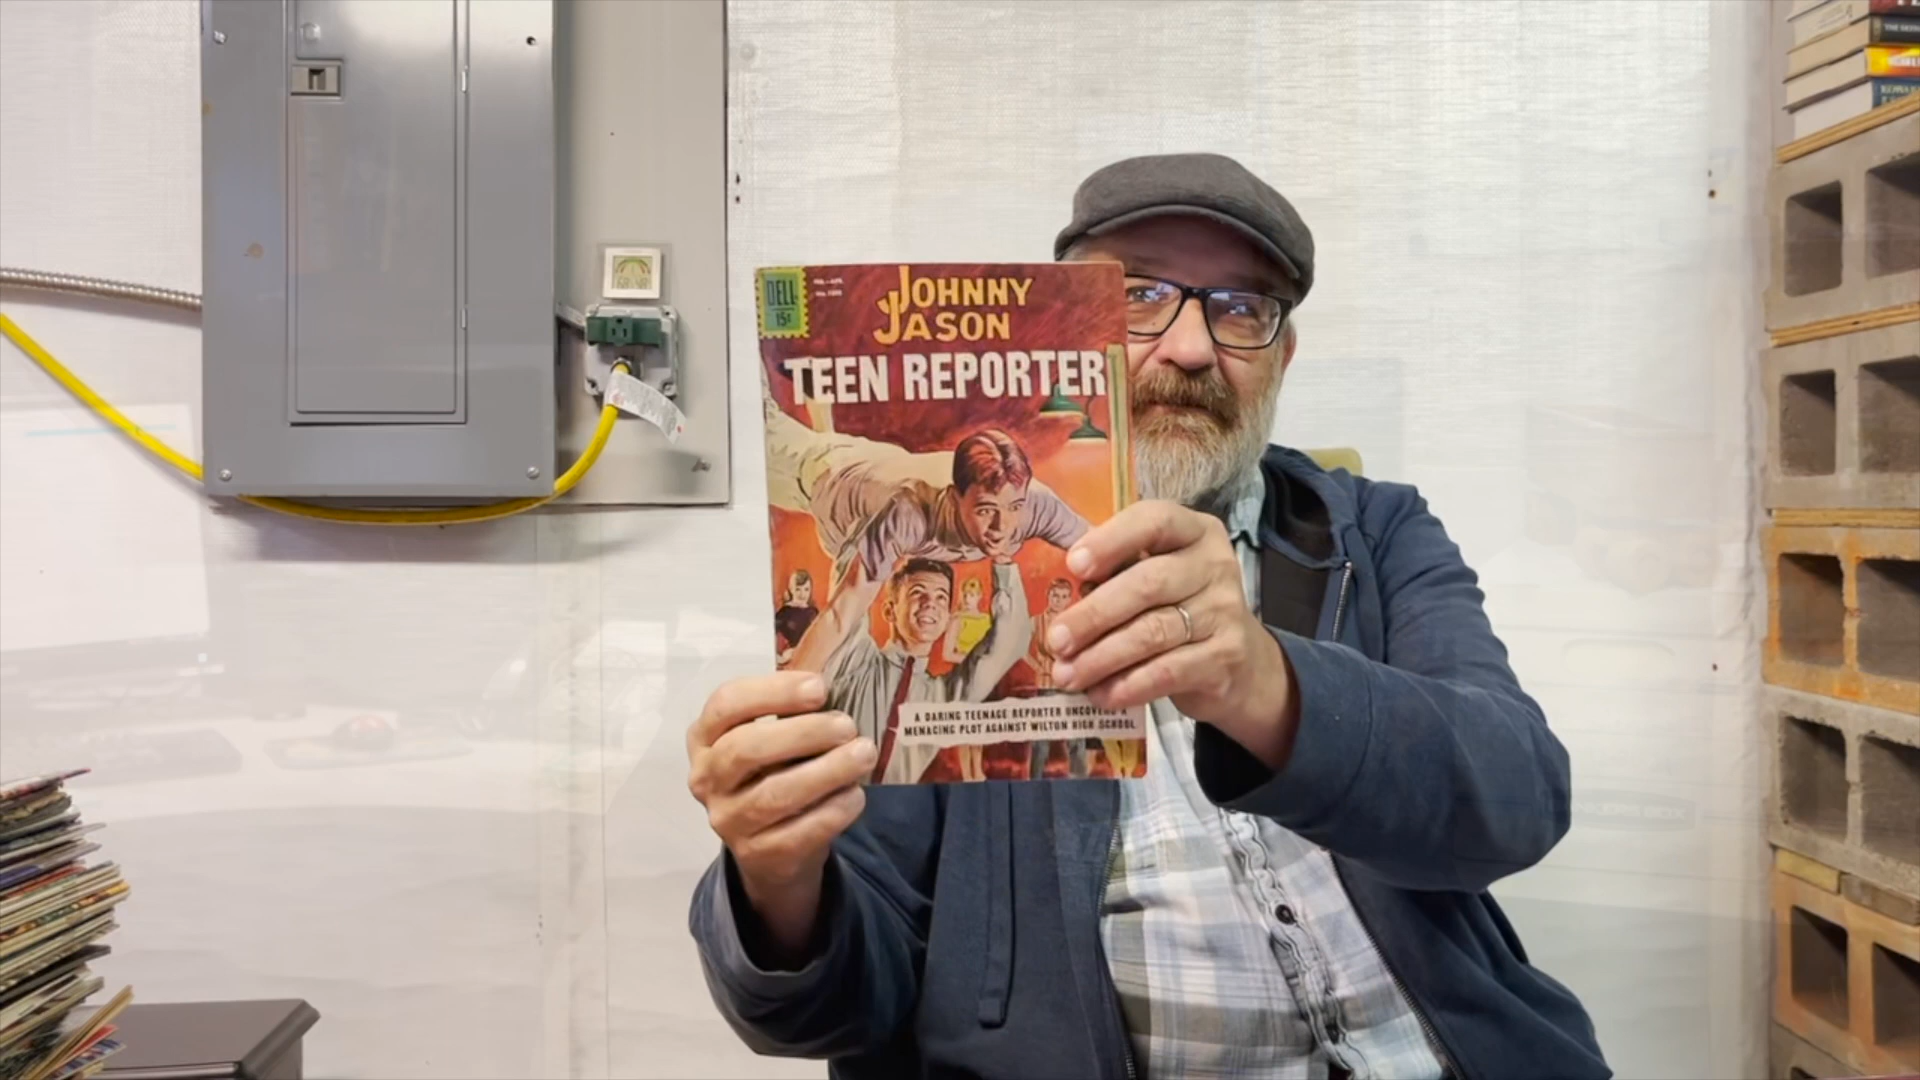 DELL
15¢
JOHNNY
JASON
TEEN REPORTER
A DARING TEENAGE REPORTER UNCOVERS A
MENACING PLOT AGAINST WILTON HIGH SCHOOL